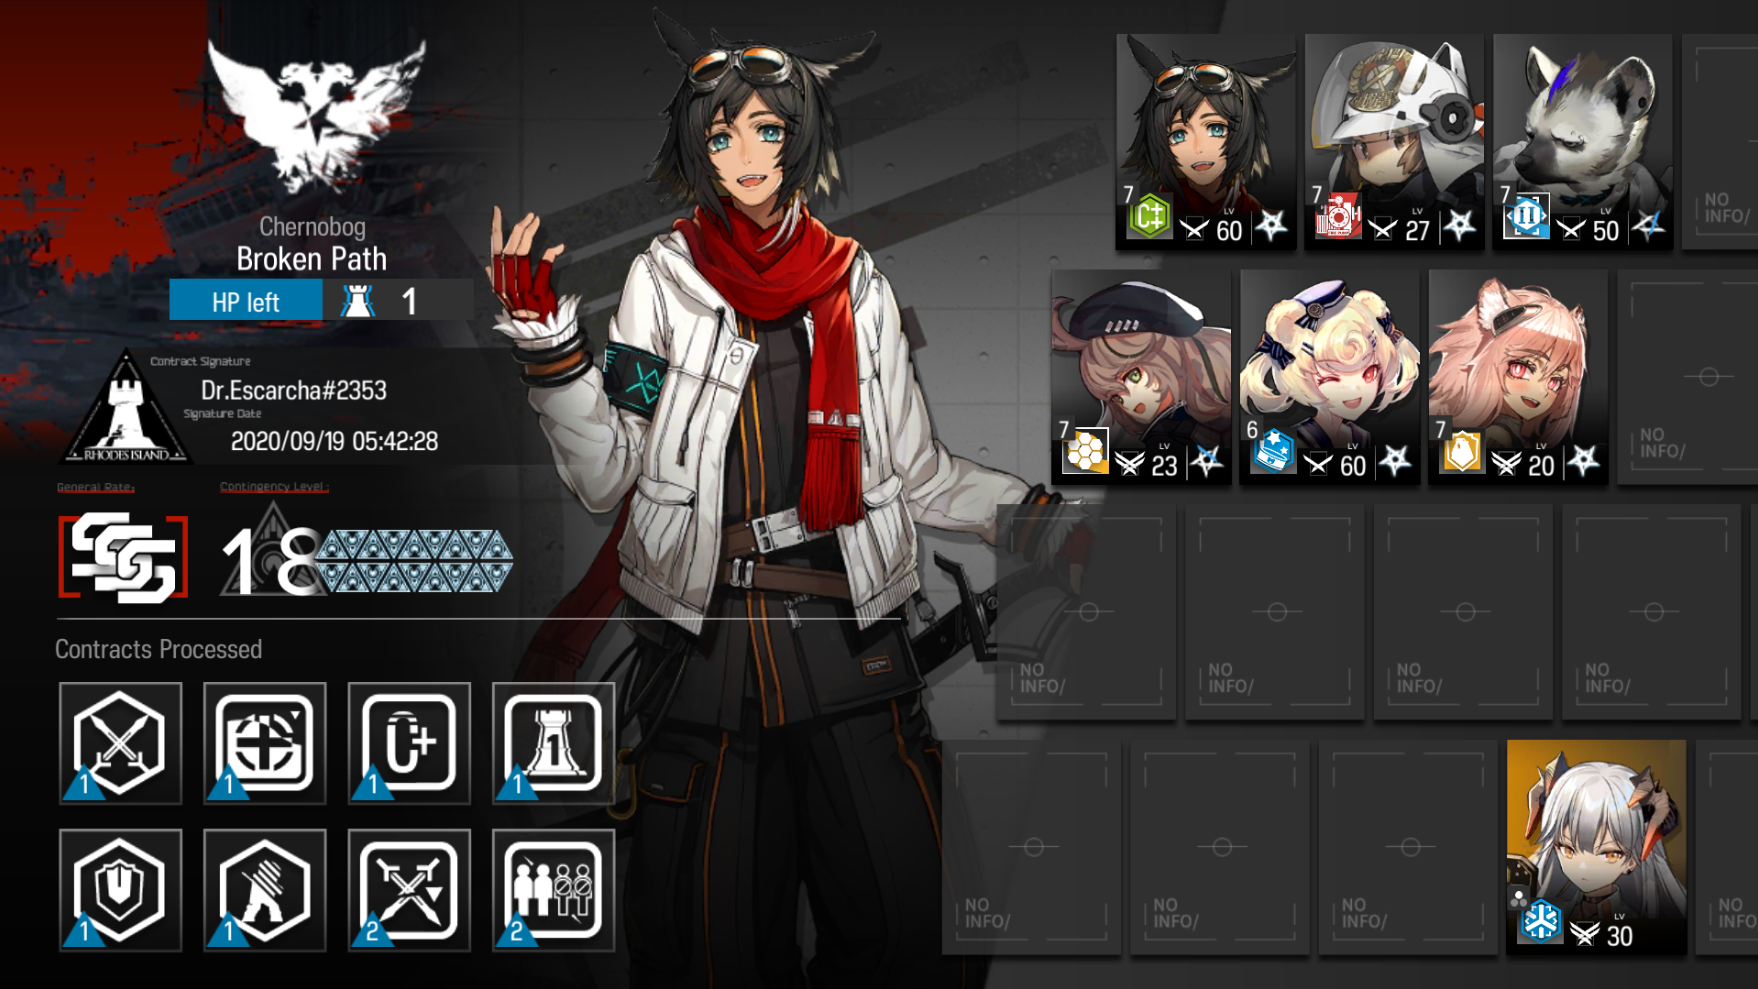 Chernobog
Broken Path
HP left 1
Contract Signature
Dr.Escarcha#2353
Signature Date
2020/09/19 05:42:28
RHODES ISLAND
General Rate:
Contingency Level :
SSS
18
Contracts Processed
1
1
C+
1
1
1
1
1
2
2
7
C+
LV
60
7
LV
27
7
LV
50
NO
INFO/
7
LV
23
6
LV
60
7
LV
20
NO
INFO/
NO
INFO/
NO
INFO/
NO
INFO/
NO
INFO/
NO
INFO/
NO
INFO/
NO
INFO/
LV
30
NO
INFO